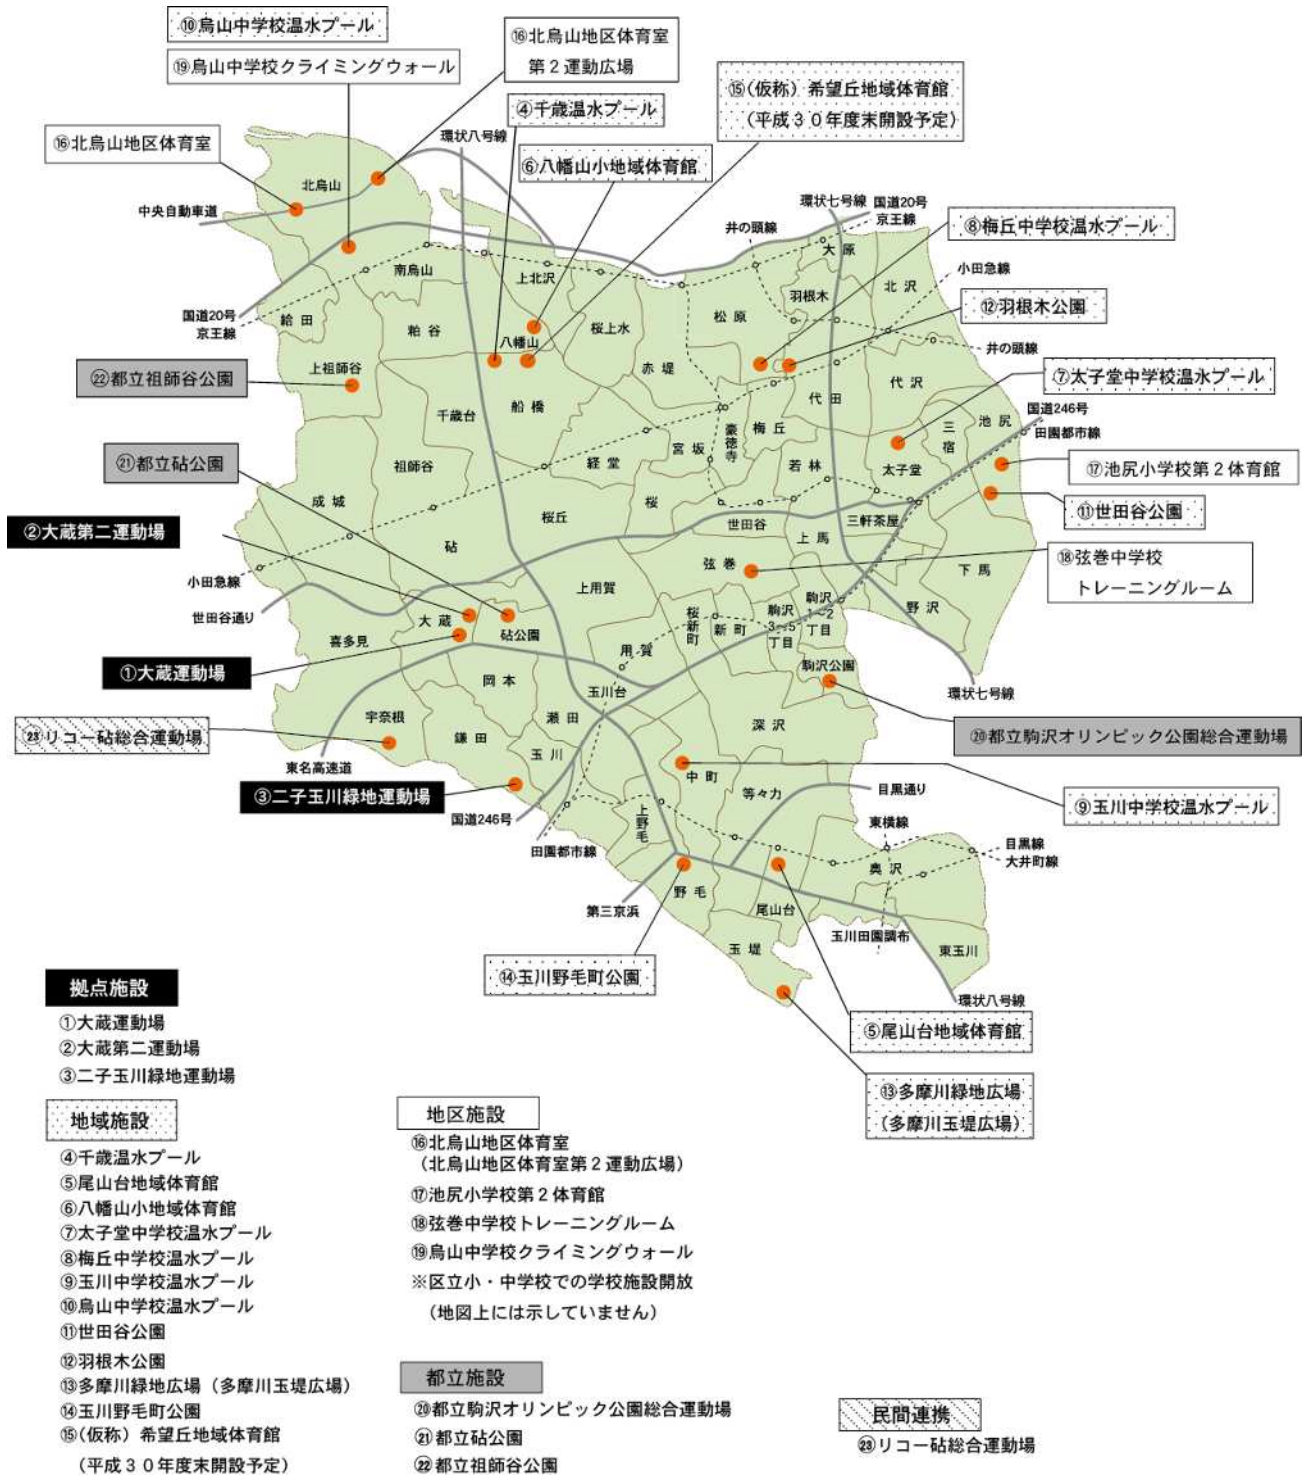 ⑩烏山中学校温水プール
⑲烏山中学校クライミングウォール
⑯北烏山地区体育室
第２運動広場
⑮(仮称）希望丘地域体育館
（平成３０年度末開設予定）
④千歳温水プール
⑯北烏山地区体育室
環状八号線
⑥八幡山小地域体育館
北烏山
中央自動車道
環状七号線
国道20号
京王線
井の頭線
⑧梅丘中学校温水プール
大原
南烏山
上北沢
羽根木
北沢
小田急線
国道20号
京王線
給田
粕谷
八幡山
桜上水
松原
⑫羽根木公園
井の頭線
上祖師谷
㉒都立祖師谷公園
赤堤
代沢
⑦太子堂中学校温水プール
船橋
千歳台
代田
国道246号
池尻
田園都市線
梅丘
豪徳寺
宮坂
三宿
経堂
祖師谷
若林
太子堂
⑰池尻小学校第２体育館
㉑都立砧公園
成城
桜
⑪世田谷公園
桜丘
世田谷
三軒茶屋
②大蔵第二運動場
砧
上馬
弦巻
⑱弦巻中学校
トレーニングルーム
下馬
小田急線
上用賀
世田谷通り
大蔵
砧公園
桜新町
新町
駒沢
3～5
丁目
駒沢
1～2
丁目
野沢
喜多見
用賀
①大蔵運動場
駒沢公園
岡本
玉川台
環状七号線
宇奈根
瀬田
深沢
㉓リコー砧総合運動場
鎌田
玉川
⑳都立駒沢オリンピック公園総合運動場
東名高速道
中町
③二子玉川緑地運動場
等々力
目黒通り
上野毛
⑨玉川中学校温水プール
国道246号
東横線
田園都市線
目黒線
大井町線
奥沢
野毛
尾山台
第三京浜
玉川田園調布
玉堤
東玉川
⑭玉川野毛町公園
環状八号線
⑤尾山台地域体育館
⑬多摩川緑地広場
（多摩川玉堤広場）
拠点施設
①大蔵運動場
②大蔵第二運動場
③二子玉川緑地運動場
地域施設
④千歳温水プール
⑤尾山台地域体育館
⑥八幡山小地域体育館
⑦太子堂中学校温水プール
⑧梅丘中学校温水プール
⑨玉川中学校温水プール
⑩烏山中学校温水プール
⑪世田谷公園
⑫羽根木公園
⑬多摩川緑地広場（多摩川玉堤広場）
⑭玉川野毛町公園
⑮(仮称）希望丘地域体育館
（平成３０年度末開設予定）
地区施設
⑯北烏山地区体育室
（北烏山地区体育室第２運動広場）
⑰池尻小学校第２体育館
⑱弦巻中学校トレーニングルーム
⑲烏山中学校クライミングウォール
※区立小・中学校での学校施設開放
（地図上には示していません）
都立施設
⑳都立駒沢オリンピック公園総合運動場
㉑都立砧公園
㉒都立祖師谷公園
民間連携
㉓リコー砧総合運動場